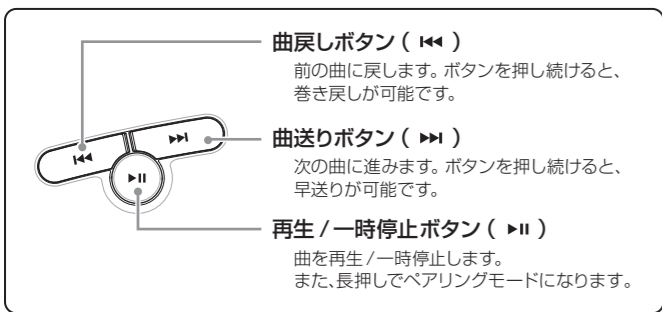 曲戻しボタン ( ⏮ )
前の曲に戻します。ボタンを押し続けると、
巻き戻しが可能です。
曲送りボタン ( ⏭ )
次の曲に進みます。ボタンを押し続けると、
早送りが可能です。
再生 / 一時停止ボタン ( ⏯ )
曲を再生 / 一時停止します。
また、長押しでペアリングモードになります。